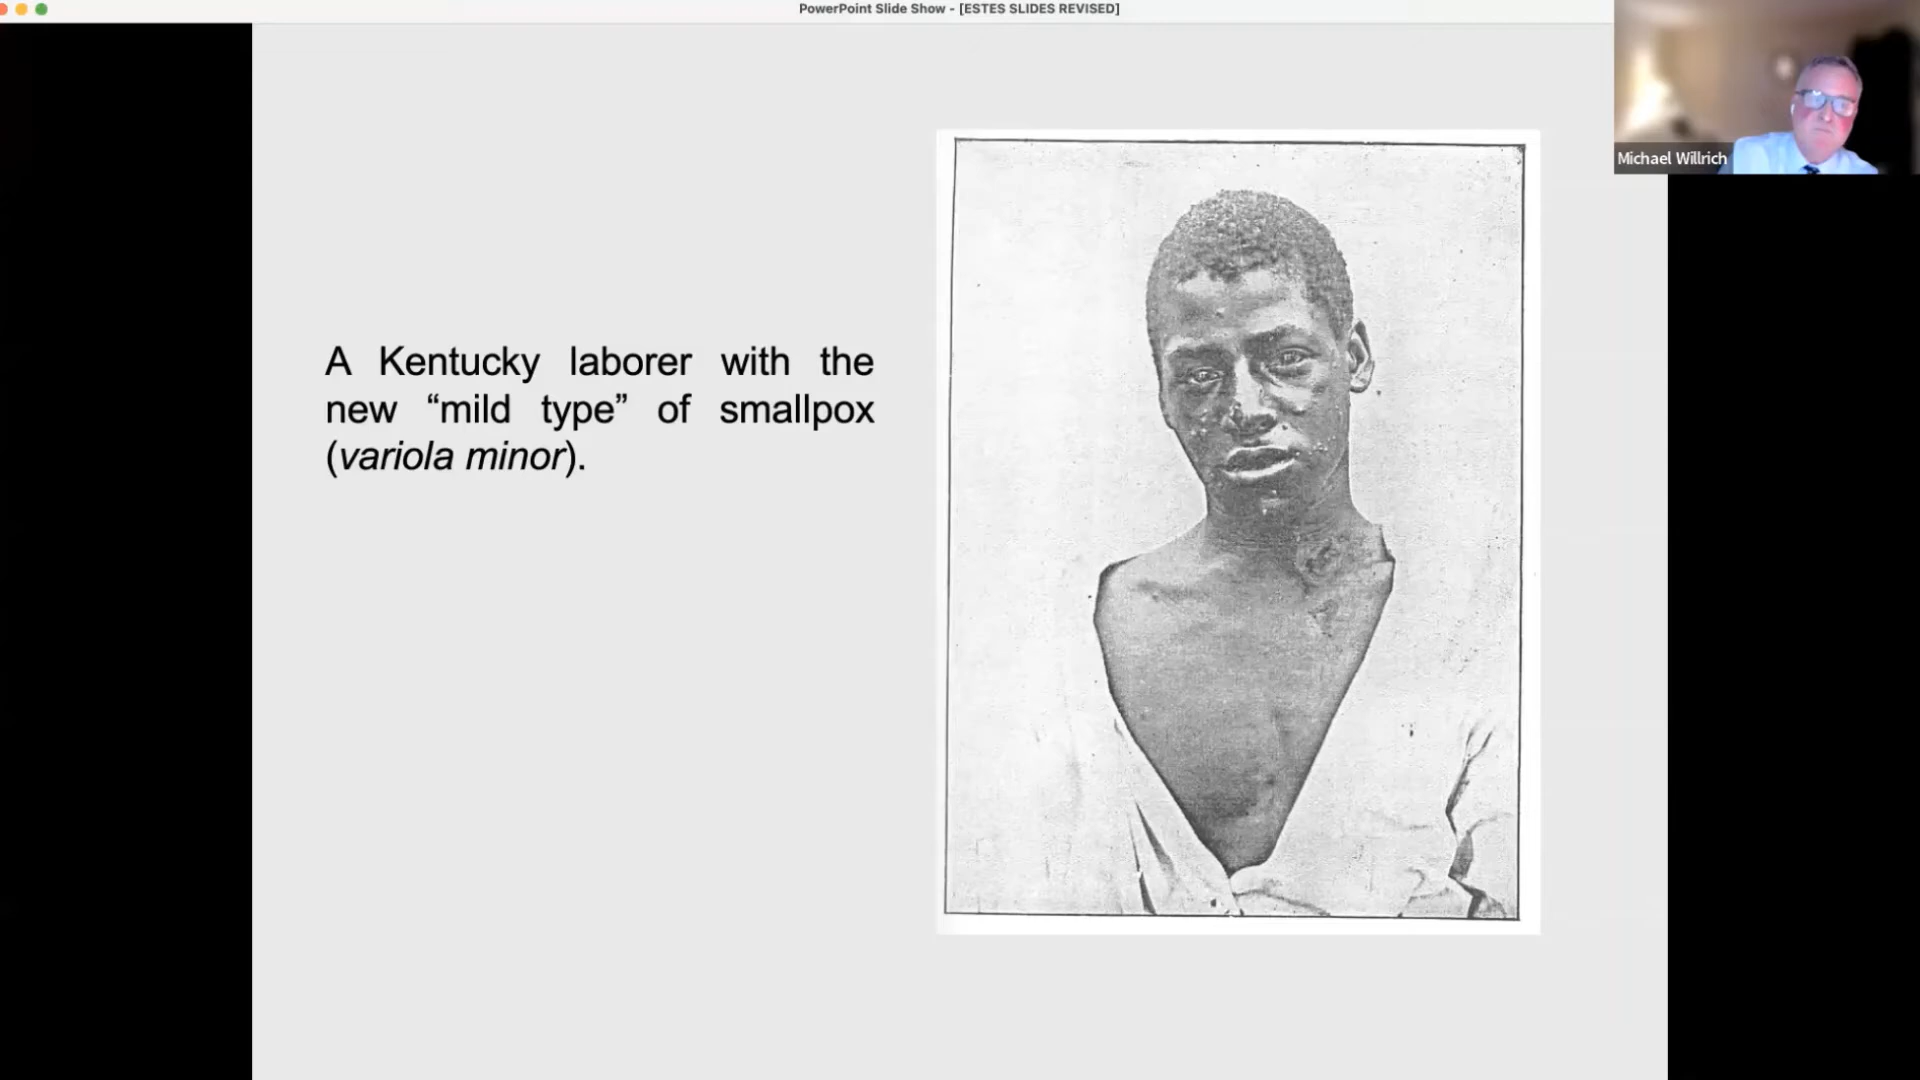 PowerPoint Slide Show - [ESTES SLIDES REVISED]
Michael Willrich
A Kentucky laborer with the
new “mild type” of smallpox
(variola minor).